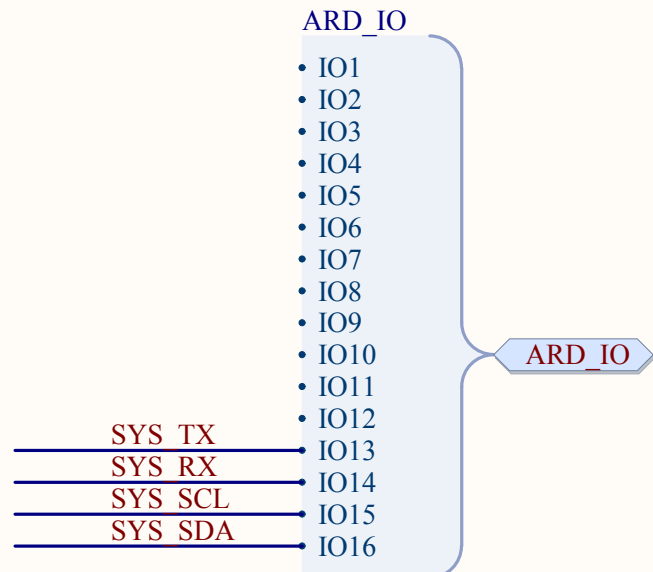 ARD_IO
IO1
IO2
IO3
IO4
IO5
IO6
IO7
IO8
IO9
IO10
ARD_IO
IO11
IO12
SYS_TX
IO13
SYS_RX
IO14
SYS_SCL
IO15
SYS_SDA
IO16